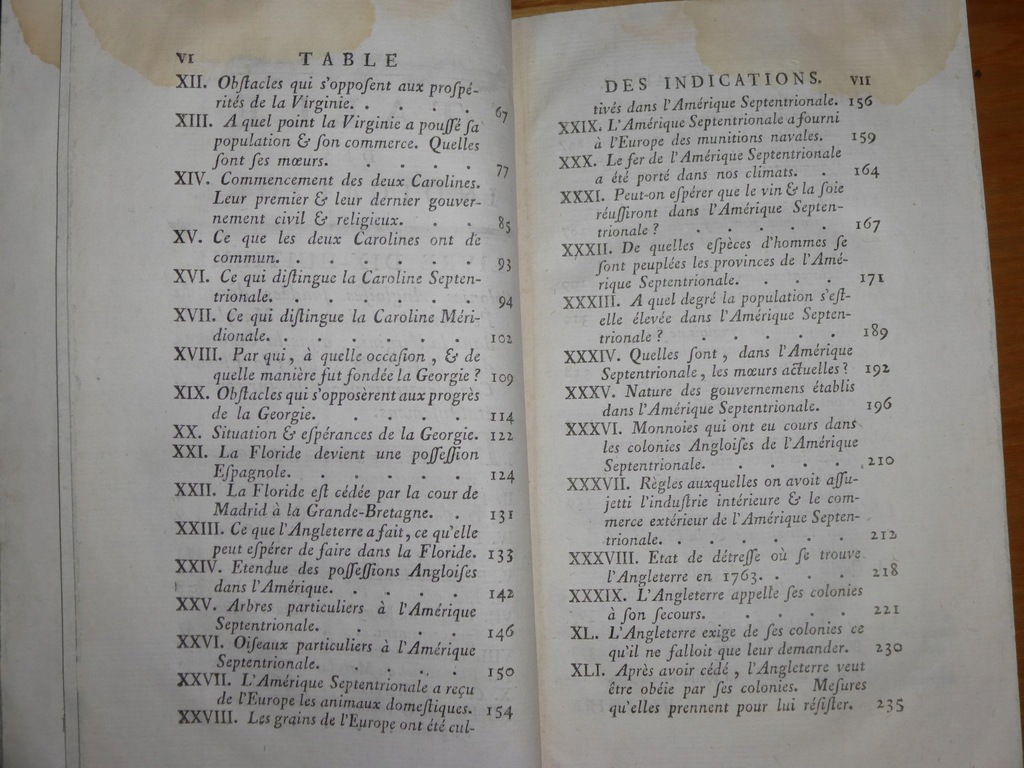 VI TABLE
XII. Obſtacles qui s'oppoſent aux proſpé-
rités de la Virginie. . . . . 67
XIII. A quel point la Virginie a pouſſé ſa
population & ſon commerce. Quelles
ſont ſes mœurs. . . . . 77
XIV. Commencement des deux Carolines.
Leur premier & leur dernier gouver-
nement civil & religieux. . . . 85
XV. Ce que les deux Carolines ont de
commun. . . . . . . 93
XVI. Ce qui diſtingue la Caroline Septen-
trionale. . . . . . . 94
XVII. Ce qui diſtingue la Caroline Méri-
dionale. . . . . . . 102
XVIII. Par qui, à quelle occaſion, & de
quelle manière fut fondée la Georgie ? 109
XIX. Obſtacles qui s'oppoſèrent aux progrès
de la Georgie. . . . . 114
XX. Situation & eſpérances de la Georgie. 122
XXI. La Floride devient une poſſeſſion
Eſpagnole. . . . . . 124
XXII. La Floride eſt cédée par la cour de
Madrid à la Grande-Bretagne. . 131
XXIII. Ce que l'Angleterre a fait, ce qu'elle
peut eſpérer de faire dans la Floride. 133
XXIV. Etendue des poſſeſſions Angloiſes
dans l'Amérique. . . . . 142
XXV. Arbres particuliers à l'Amérique
Septentrionale. . . . . 146
XXVI. Oiſeaux particuliers à l'Amérique
Septentrionale. . . . . 150
XXVII. L'Amérique Septentrionale a reçu
de l'Europe les animaux domeſtiques. 154
XXVIII. Les grains de l'Europe ont été cul-
DES INDICATIONS. VII
tivés dans l'Amérique Septentrionale. 156
XXIX. L'Amérique Septentrionale a fourni
à l'Europe des munitions navales. 159
XXX. Le fer de l'Amérique Septentrionale
a été porté dans nos climats. . 164
XXXI. Peut-on eſpérer que le vin & la ſoie
réuſſiront dans l'Amérique Septen-
trionale ? . . . . . 167
XXXII. De quelles eſpèces d'hommes ſe
ſont peuplées les provinces de l'Amé-
rique Septentrionale. . . . 171
XXXIII. A quel degré la population s'eſt-
elle élevée dans l'Amérique Septen-
trionale ? . . . . . 189
XXXIV. Quelles ſont, dans l'Amérique
Septentrionale, les mœurs actuelles ? 192
XXXV. Nature des gouvernemens établis
dans l'Amérique Septentrionale. 196
XXXVI. Monnoies qui ont eu cours dans
les colonies Angloiſes de l'Amérique
Septentrionale. . . . . 210
XXXVII. Règles auxquelles on avoit aſſu-
jetti l'induſtrie intérieure & le com-
merce extérieur de l'Amérique Septen-
trionale. . . . . . . 212
XXXVIII. Etat de détreſſe où ſe trouve
l'Angleterre en 1763. . . . 218
XXXIX. L'Angleterre appelle ſes colonies
à ſon ſecours. . . . . 221
XL. L'Angleterre exige de ſes colonies ce
qu'il ne falloit que leur demander. 230
XLI. Après avoir cédé, l'Angleterre veut
être obéie par ſes colonies. Meſures
qu'elles prennent pour lui réſiſter. 235